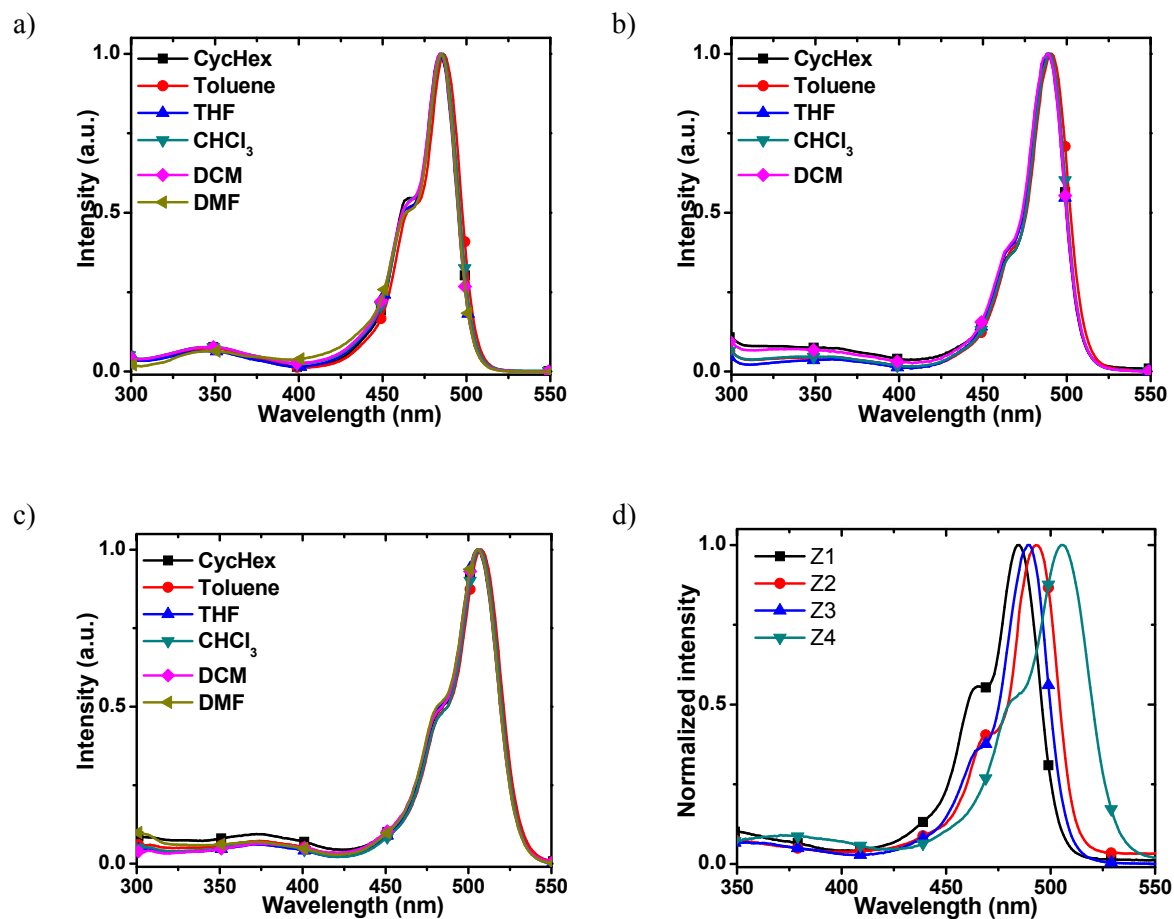 a)
1.0
0.5
0.0
Intensity (a.u.)
CycHex
Toluene
THF
CHCl₃
DCM
DMF
300 350 400 450 500 550
Wavelength (nm)
b)
1.0
0.5
0.0
Intensity (a.u.)
CycHex
Toluene
THF
CHCl₃
DCM
300 350 400 450 500 550
Wavelength (nm)
c)
1.0
0.5
0.0
Intensity (a.u.)
CycHex
Toluene
THF
CHCl₃
DCM
DMF
300 350 400 450 500 550
Wavelength (nm)
d)
1.0
0.5
0.0
Normalized intensity
Z1
Z2
Z3
Z4
350 400 450 500 550
Wavelength (nm)